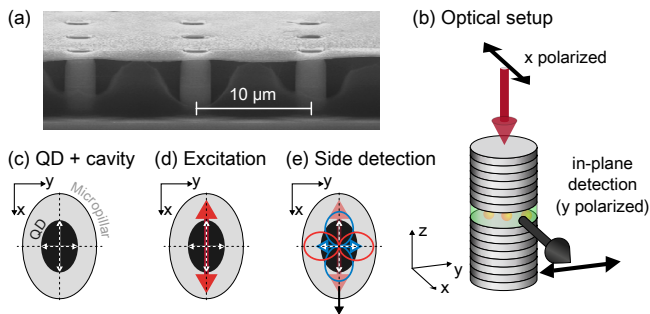 (a)
10 µm
(b) Optical setup
x polarized
in-plane
detection
(y polarized)
z
y
x
(c) QD + cavity
y
x
Micropillar
QD
(d) Excitation
y
x
(e) Side detection
y
x